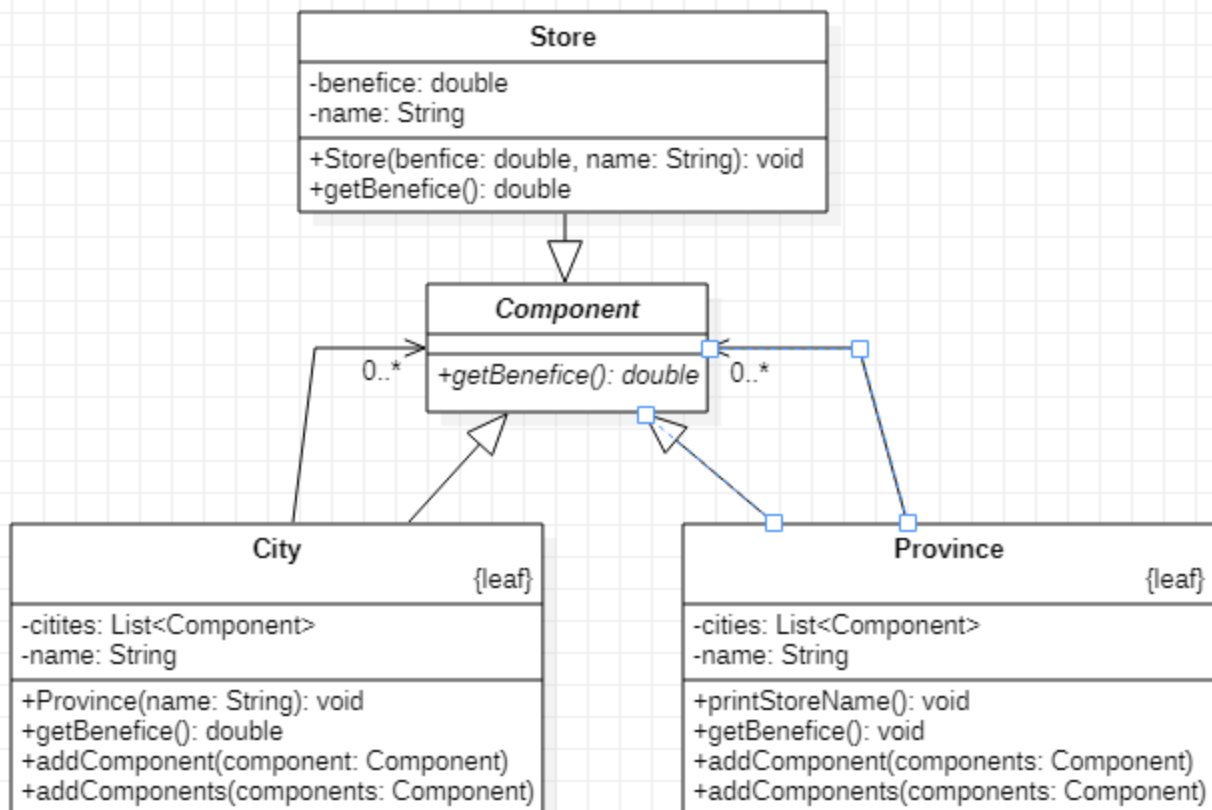 Store
-benefice: double
-name: String
+Store(benfice: double, name: String): void
+getBenefice(): double
Component
+getBenefice(): double
0..*
0..*
City
{leaf}
-citites: List<Component>
-name: String
+Province(name: String): void
+getBenefice(): double
+addComponent(component: Component)
+addComponents(components: Component)
Province
{leaf}
-cities: List<Component>
-name: String
+printStoreName(): void
+getBenefice(): void
+addComponent(components: Component)
+addComponents(components: Component)